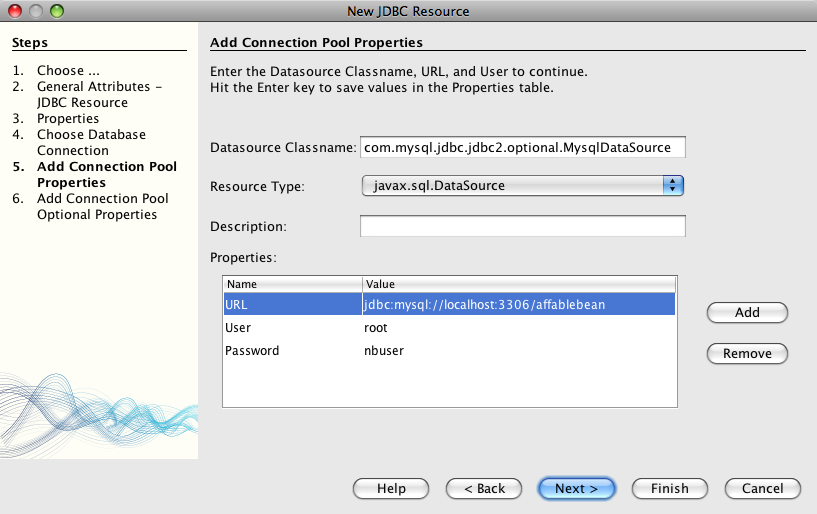 New JDBC Resource
Steps
1. Choose ...
2. General Attributes –
JDBC Resource
3. Properties
4. Choose Database
Connection
5. Add Connection Pool
Properties
6. Add Connection Pool
Optional Properties
Add Connection Pool Properties
Enter the Datasource Classname, URL, and User to continue.
Hit the Enter key to save values in the Properties table.
Datasource Classname: com.mysql.jdbc.jdbc2.optional.MysqlDataSource
Resource Type: javax.sql.DataSource
Description:
Properties:
Name Value
URL jdbc:mysql://localhost:3306/affablebean
User root
Password nbuser
Add
Remove
Help < Back Next > Finish Cancel